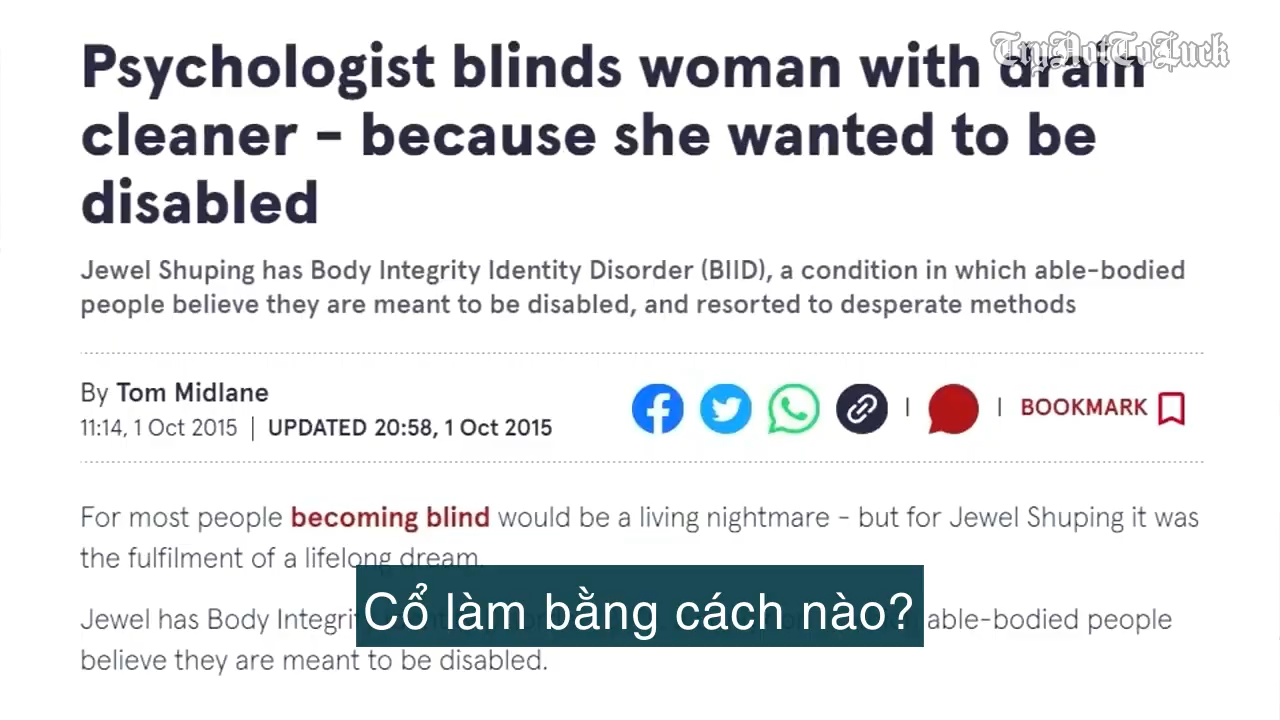 TryNotToLuck
Psychologist blinds woman with drain
cleaner – because she wanted to be
disabled
Jewel Shuping has Body Integrity Identity Disorder (BIID), a condition in which able-bodied
people believe they are meant to be disabled, and resorted to desperate methods
By Tom Midlane
11:14, 1 Oct 2015 | UPDATED 20:58, 1 Oct 2015
BOOKMARK
For most people becoming blind would be a living nightmare – but for Jewel Shuping it was
the fulfilment of a lifelong dream.
Jewel has Body able-bodied people
Cổ làm bằng cách nào?
believe they are meant to be disabled.